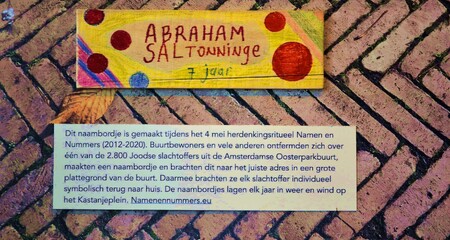 ABRAHAM
SALTONNINGE
7 jaar
Dit naambordje is gemaakt tijdens het 4 mei herdenkingsritueel Namen en
Nummers (2012-2020). Buurtbewoners en vele anderen ontfermden zich over
één van de 2.800 Joodse slachtoffers uit de Amsterdamse Oosterparkbuurt,
maakten een naambordje en brachten dit naar het juiste adres in een grote
plattegrond van de buurt. Daarmee brachten ze elk slachtoffer individueel
symbolisch terug naar huis. De naambordjes lagen elk jaar in weer en wind op
het Kastanjeplein. Namenennummers.eu